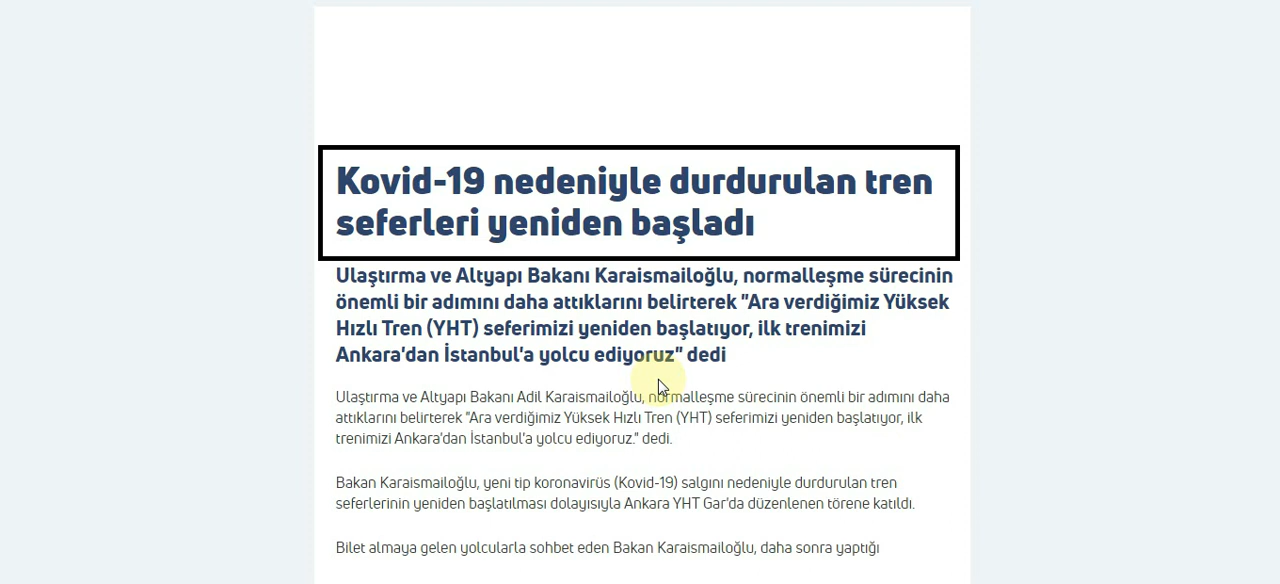 Kovid-19 nedeniyle durdurulan tren
seferleri yeniden başladı
Ulaştırma ve Altyapı Bakanı Karaismailoğlu, normalleşme sürecinin
önemli bir adımını daha attıklarını belirterek "Ara verdiğimiz Yüksek
Hızlı Tren (YHT) seferimizi yeniden başlatıyor, ilk trenimizi
Ankara'dan İstanbul'a yolcu ediyoruz" dedi
Ulaştırma ve Altyapı Bakanı Adil Karaismailoğlu, normalleşme sürecinin önemli bir adımını daha
attıklarını belirterek "Ara verdiğimiz Yüksek Hızlı Tren (YHT) seferimizi yeniden başlatıyor, ilk
trenimizi Ankara'dan İstanbul'a yolcu ediyoruz." dedi.
Bakan Karaismailoğlu, yeni tip koronavirüs (Kovid-19) salgını nedeniyle durdurulan tren
seferlerinin yeniden başlatılması dolayısıyla Ankara YHT Gar'da düzenlenen törene katıldı.
Bilet almaya gelen yolcularla sohbet eden Bakan Karaismailoğlu, daha sonra yaptığı